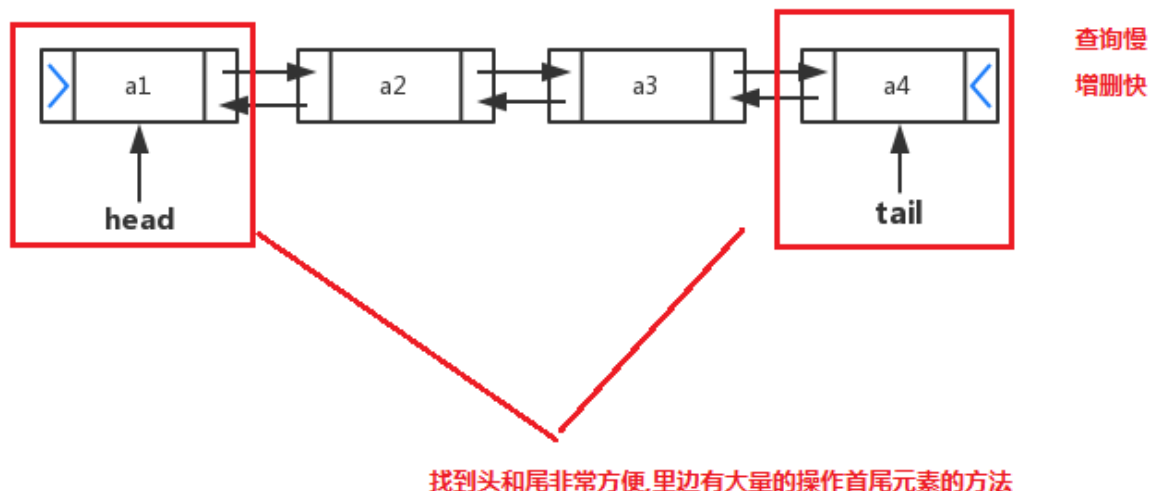 查询慢
增删快
a1 a2 a3 a4
head tail
找到头和尾非常方便,里边有大量的操作首尾元素的方法